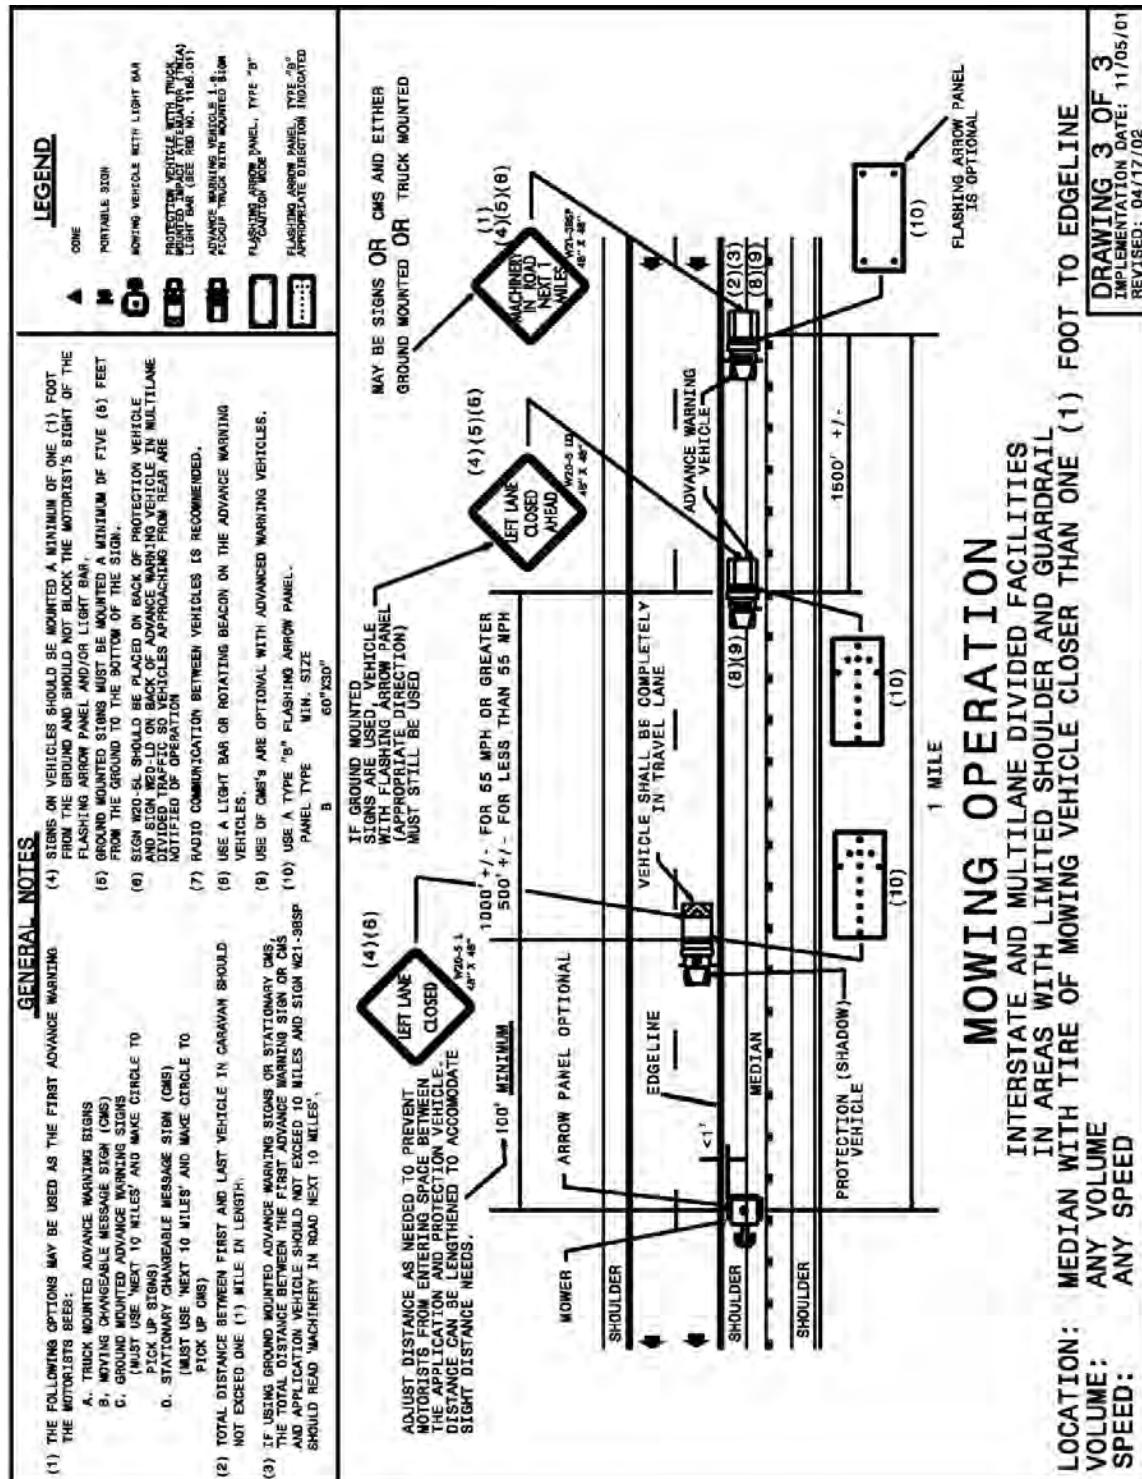 GENERAL NOTES
(1) THE FOLLOWING OPTIONS MAY BE USED AS THE FIRST ADVANCE WARNING
THE MOTORISTS SEES:
A. TRUCK MOUNTED ADVANCE WARNING SIGNS
B. MOVING CHANGEABLE MESSAGE SIGN (CMS)
C. GROUND MOUNTED ADVANCE WARNING SIGNS
(MUST USE 'NEXT 10 MILES' AND MAKE CIRCLE TO
PICK UP SIGNS)
D. STATIONARY CHANGEABLE MESSAGE SIGN (CMS)
(MUST USE 'NEXT 10 MILES' AND MAKE CIRCLE TO
PICK UP CMS)
(2) TOTAL DISTANCE BETWEEN FIRST AND LAST VEHICLE IN CARAVAN SHOULD
NOT EXCEED ONE (1) MILE IN LENGTH.
(3) IF USING GROUND MOUNTED ADVANCE WARNING SIGNS OR STATIONARY CMS,
THE TOTAL DISTANCE BETWEEN THE FIRST ADVANCE WARNING SIGN OR CMS
AND APPLICATION VEHICLE SHOULD NOT EXCEED 10 MILES AND SIGN W21-3BSP
SHOULD READ 'MACHINERY IN ROAD NEXT 10 MILES'.
(4) SIGNS ON VEHICLES SHOULD BE MOUNTED A MINIMUM OF ONE (1) FOOT
FROM THE GROUND AND SHOULD NOT BLOCK THE MOTORIST'S SIGHT OF THE
FLASHING ARROW PANEL AND/OR LIGHT BAR.
(5) GROUND MOUNTED SIGNS MUST BE MOUNTED A MINIMUM OF FIVE (5) FEET
FROM THE GROUND TO THE BOTTOM OF THE SIGN.
(6) SIGN W20-5L SHOULD BE PLACED ON BACK OF PROTECTION VEHICLE
AND SIGN W20-LD ON BACK OF ADVANCE WARNING VEHICLE IN MULTILANE
DIVIDED TRAFFIC SO VEHICLES APPROACHING FROM REAR ARE
NOTIFIED OF OPERATION
(7) RADIO COMMUNICATION BETWEEN VEHICLES IS RECOMMENDED.
(8) USE A LIGHT BAR OR ROTATING BEACON ON THE ADVANCE WARNING
VEHICLES.
(9) USE OF CMS's ARE OPTIONAL WITH ADVANCED WARNING VEHICLES.
(10) USE A TYPE "B" FLASHING ARROW PANEL.
PANEL TYPE MIN. SIZE
B 60"X30"
LEGEND
CONE
PORTABLE SIGN
MOWING VEHICLE WITH LIGHT BAR
PROTECTION VEHICLE WITH TRUCK
MOUNTED IMPACT ATTENUATOR (TMIA)
LIGHT BAR (SEE RSD NO. 1165.01)
ADVANCE WARNING VEHICLE I.E.
PICKUP TRUCK WITH MOUNTED SIGN
FLASHING ARROW PANEL, TYPE "B"
"CAUTION MODE"
FLASHING ARROW PANEL, TYPE "B"
APPROPRIATE DIRECTION INDICATED
(4)(6)
LEFT LANE
CLOSED
W20-5 L
48" X 48"
IF GROUND MOUNTED
SIGNS ARE USED, VEHICLE
WITH FLASHING ARROW PANEL
(APPROPRIATE DIRECTION)
MUST STILL BE USED
(4)(5)(6)
LEFT LANE
CLOSED
AHEAD
W20-5 LD
48" X 48"
MAY BE SIGNS OR CMS AND EITHER
GROUND MOUNTED OR TRUCK MOUNTED
(1)
(4)(5)(6)
MACHINERY
IN ROAD
NEXT 1
MILES
W21-3BSP
48" X 48"
ADJUST DISTANCE AS NEEDED TO PREVENT
MOTORISTS FROM ENTERING SPACE BETWEEN
THE APPLICATION AND PROTECTION VEHICLE.
DISTANCE CAN BE LENGTHENED TO ACCOMODATE
SIGHT DISTANCE NEEDS.
100' MINIMUM
1000' +/- FOR 55 MPH OR GREATER
500' +/- FOR LESS THAN 55 MPH
MOWER
ARROW PANEL OPTIONAL
EDGELINE
VEHICLE SHALL BE COMPLETELY
IN TRAVEL LANE
ADVANCE WARNING
VEHICLE
SHOULDER
SHOULDER
<1'
MEDIAN
(8)(9)
(2)(3)
(8)(9)
SHOULDER
PROTECTION (SHADOW)
VEHICLE
(10)
(10)
1500' +/-
(10)
FLASHING ARROW PANEL
IS OPTIONAL
1 MILE
MOWING OPERATION
INTERSTATE AND MULTILANE DIVIDED FACILITIES
IN AREAS WITH LIMITED SHOULDER AND GUARDRAIL
LOCATION: MEDIAN WITH TIRE OF MOWING VEHICLE CLOSER THAN ONE (1) FOOT TO EDGELINE
VOLUME: ANY VOLUME
SPEED: ANY SPEED
DRAWING 3 OF 3
IMPLEMENTATION DATE: 11/05/01
REVISED: 04/17/02